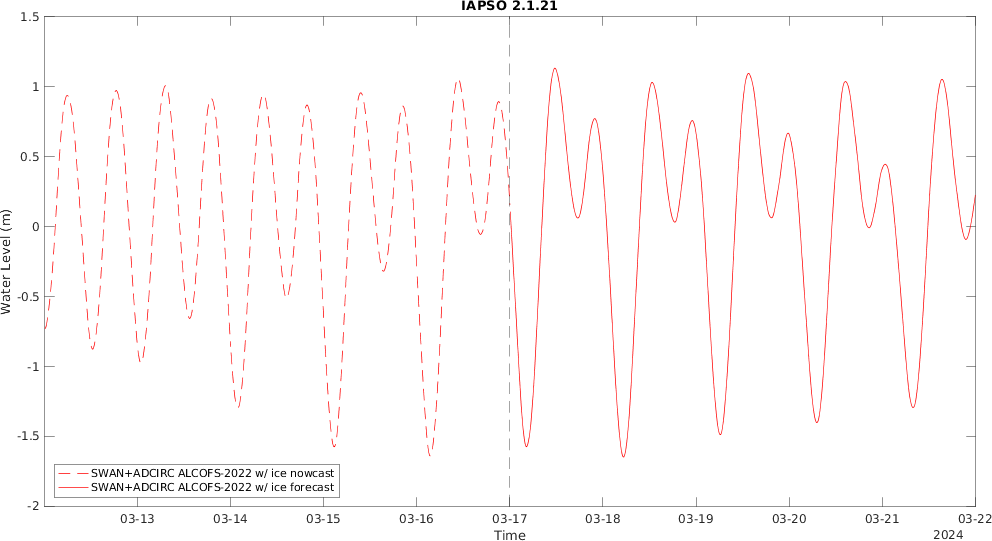 IAPSO 2.1.21
1.5
1
0.5
0
-0.5
-1
-1.5
-2
Water Level (m)
SWAN+ADCIRC ALCOFS-2022 w/ ice nowcast
SWAN+ADCIRC ALCOFS-2022 w/ ice forecast
03-13 03-14 03-15 03-16 03-17 03-18 03-19 03-20 03-21 03-22
Time
2024